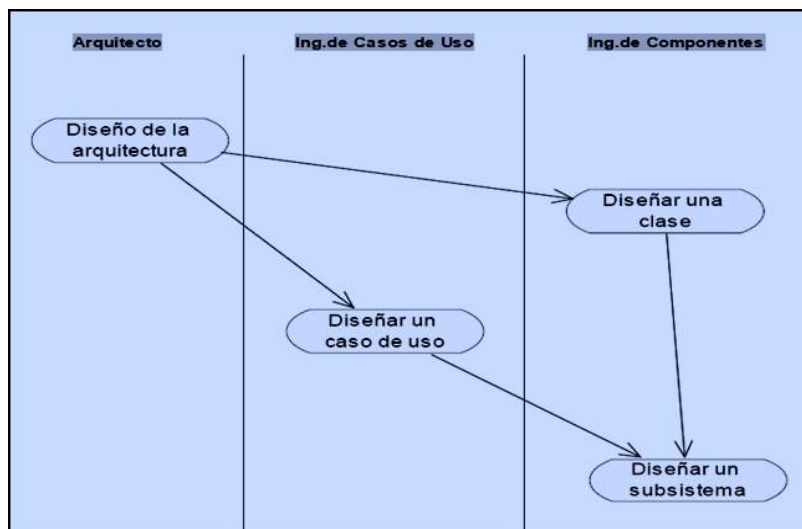 Arquitecto
Ing.de Casos de Uso
Ing.de Componentes
Diseño de la
arquitectura
Diseñar una
clase
Diseñar un
caso de uso
Diseñar un
subsistema